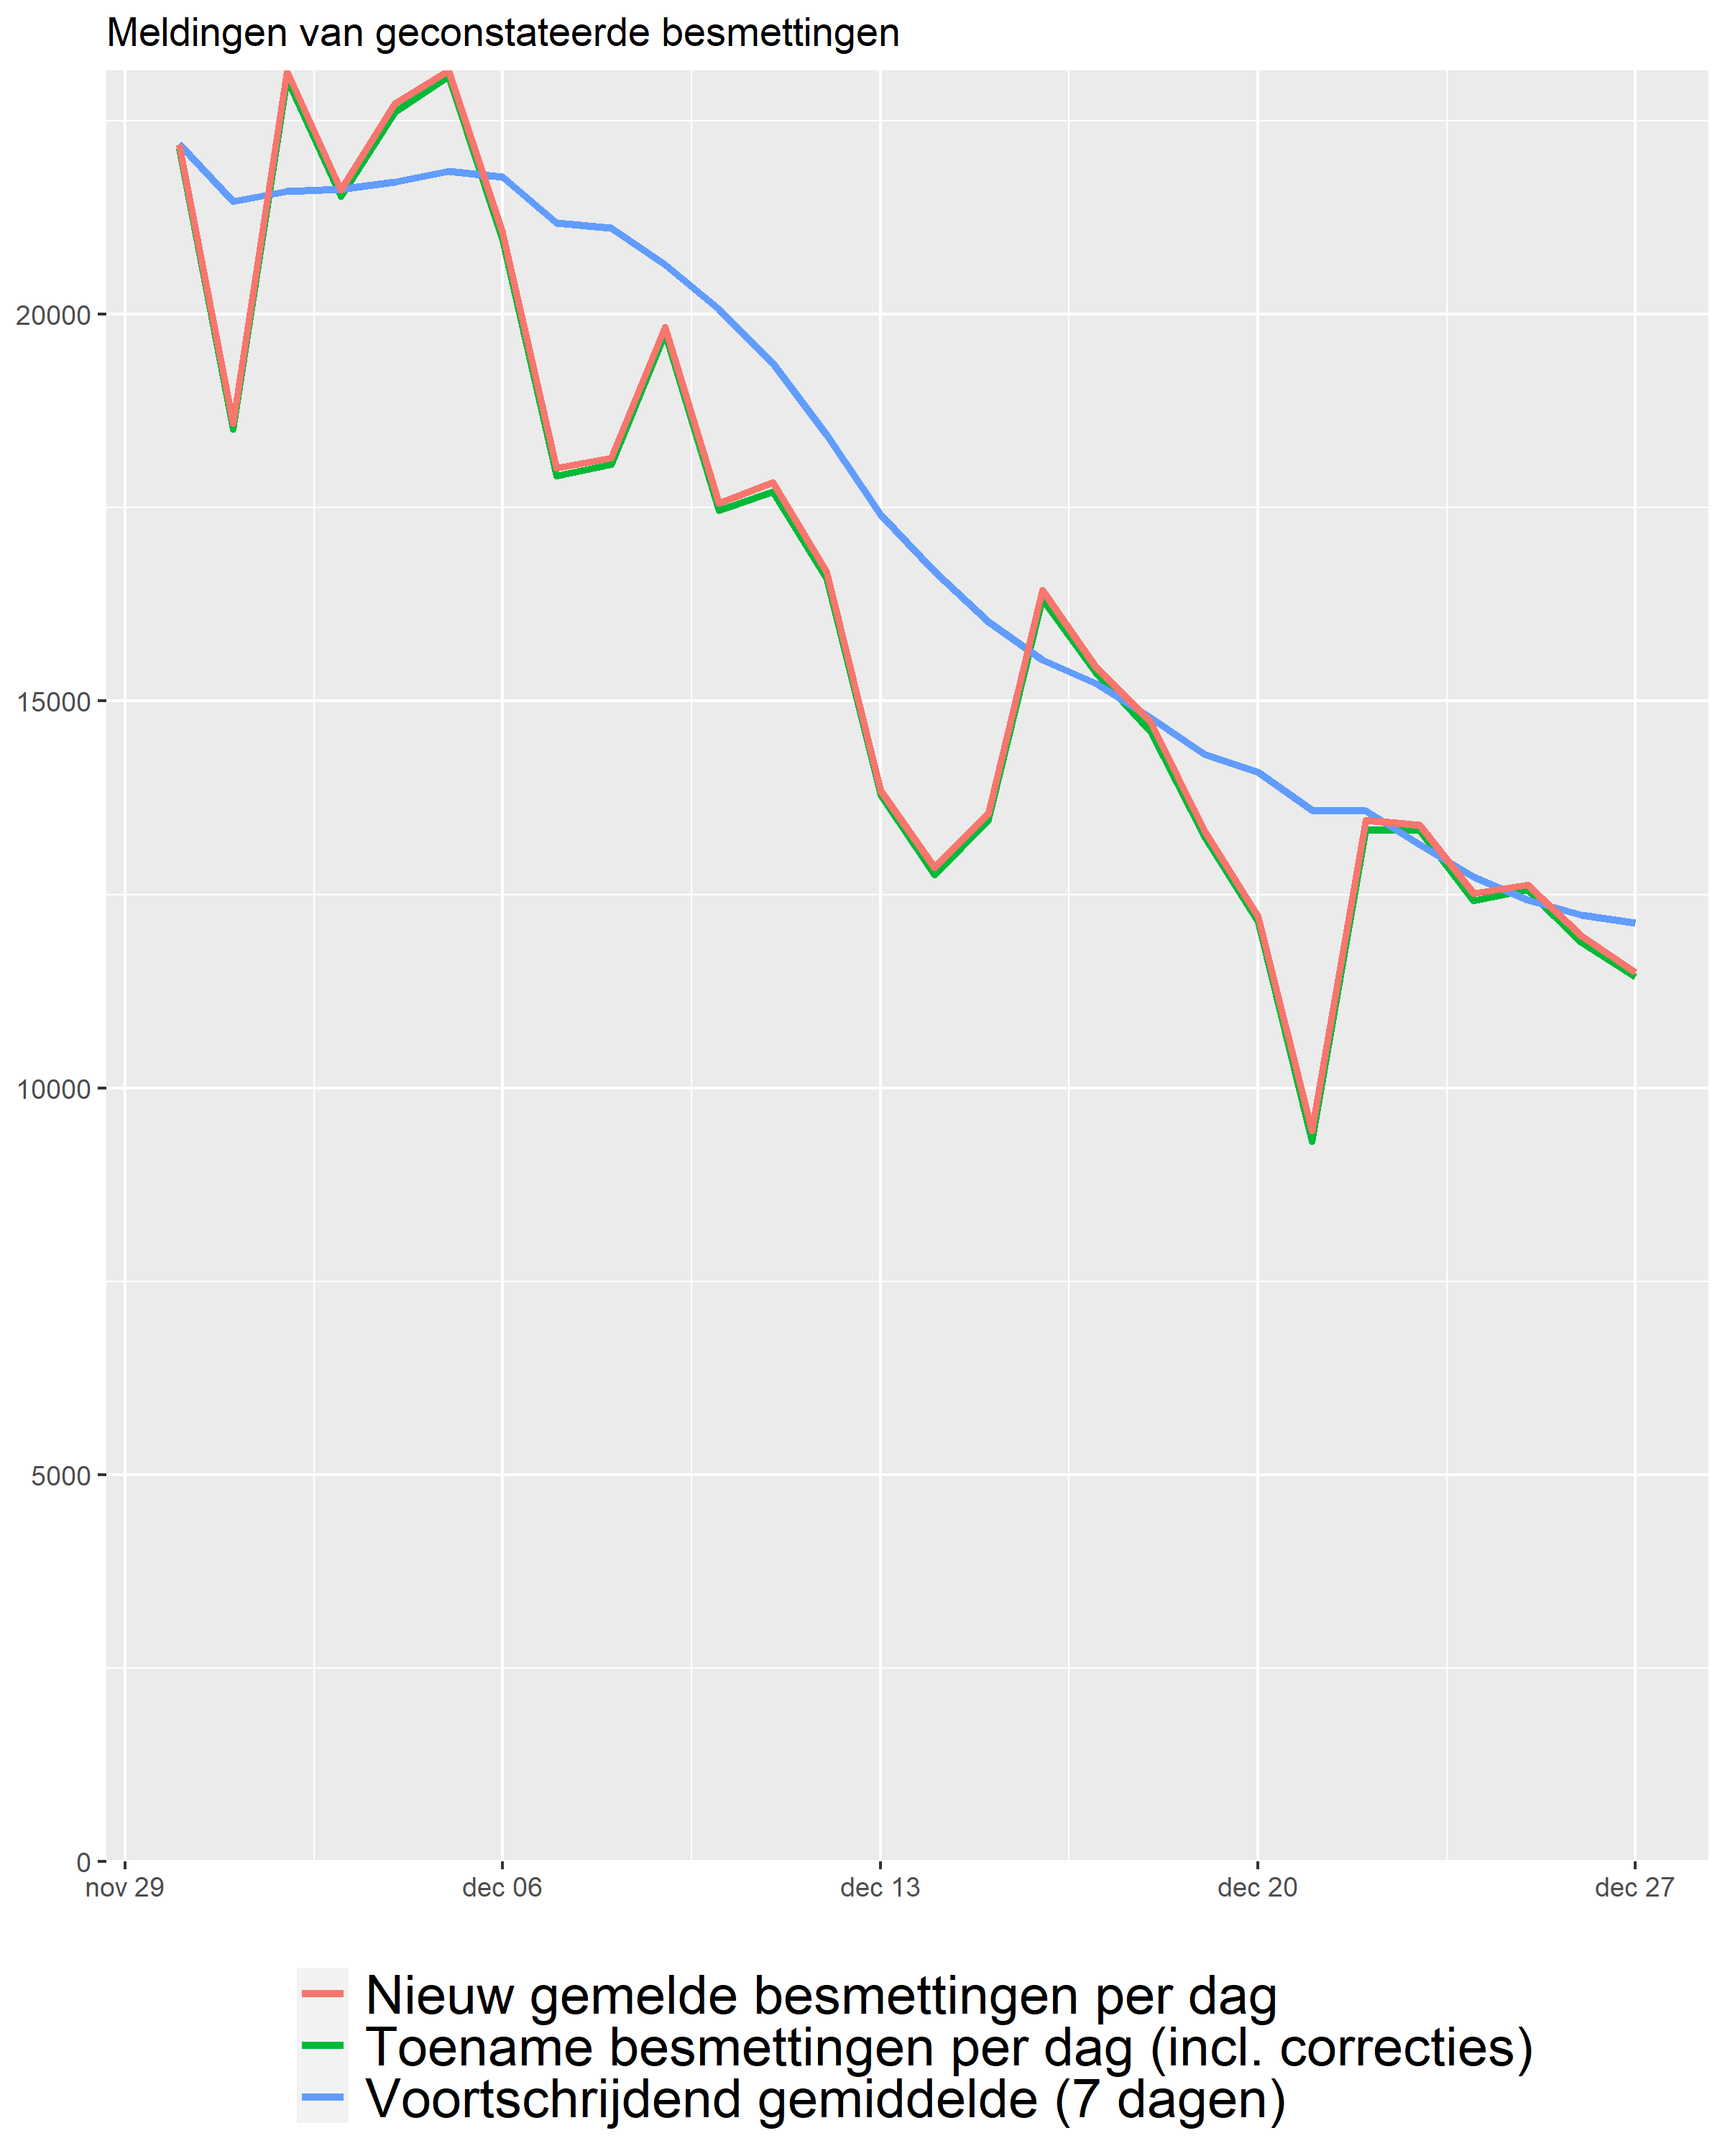 Meldingen van geconstateerde besmettingen
20000
15000
10000
5000
0
nov 29 dec 06 dec 13 dec 20 dec 27
Nieuw gemelde besmettingen per dag
Toename besmettingen per dag (incl. correcties)
Voortschrijdend gemiddelde (7 dagen)